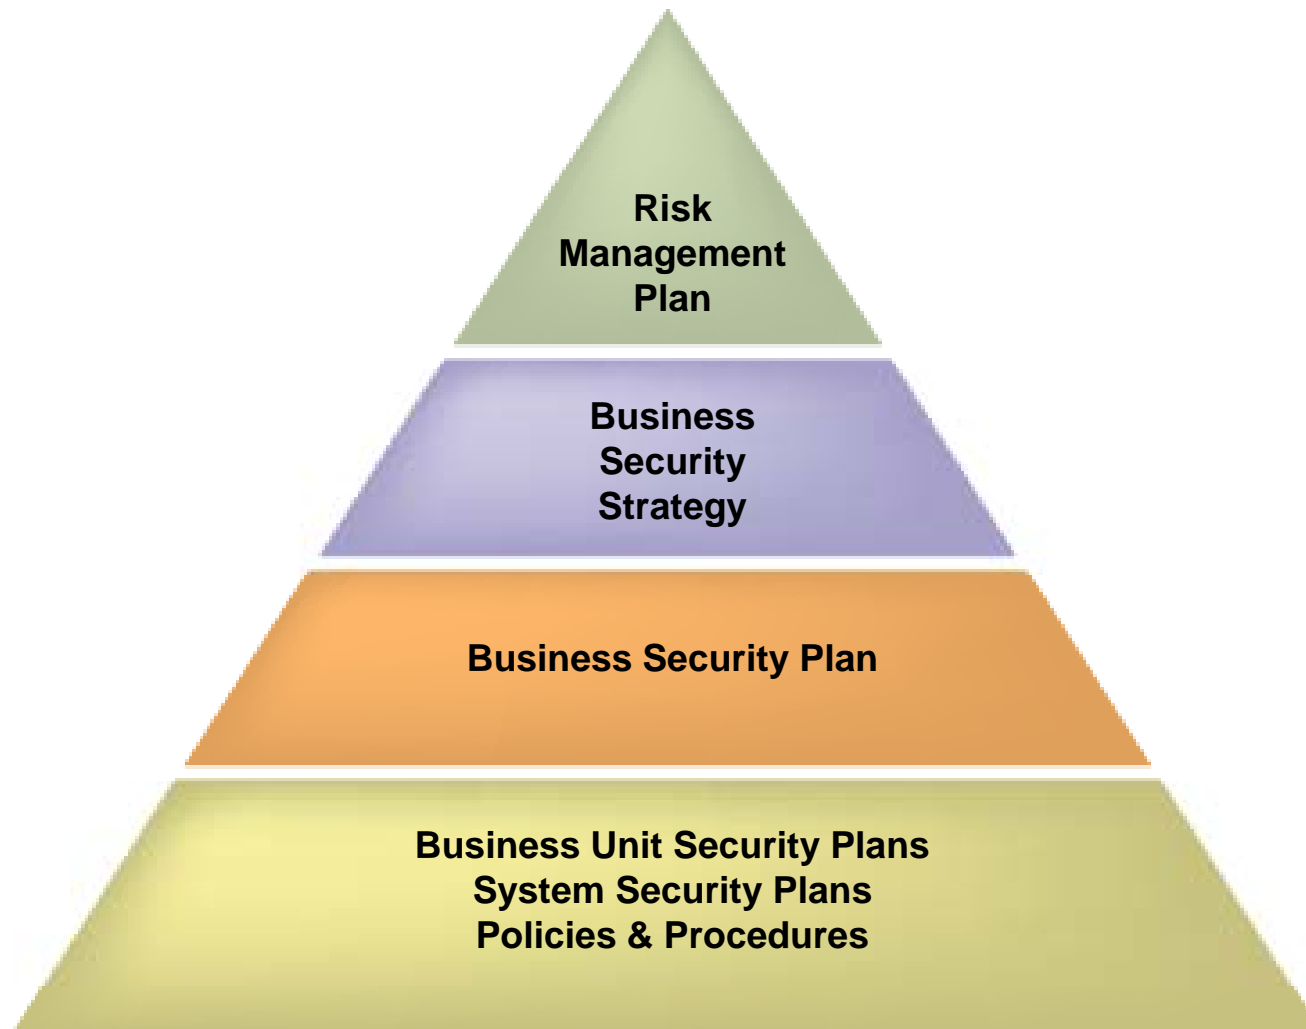 Risk
Management
Plan
Business
Security
Strategy
Business Security Plan
Business Unit Security Plans
System Security Plans
Policies & Procedures